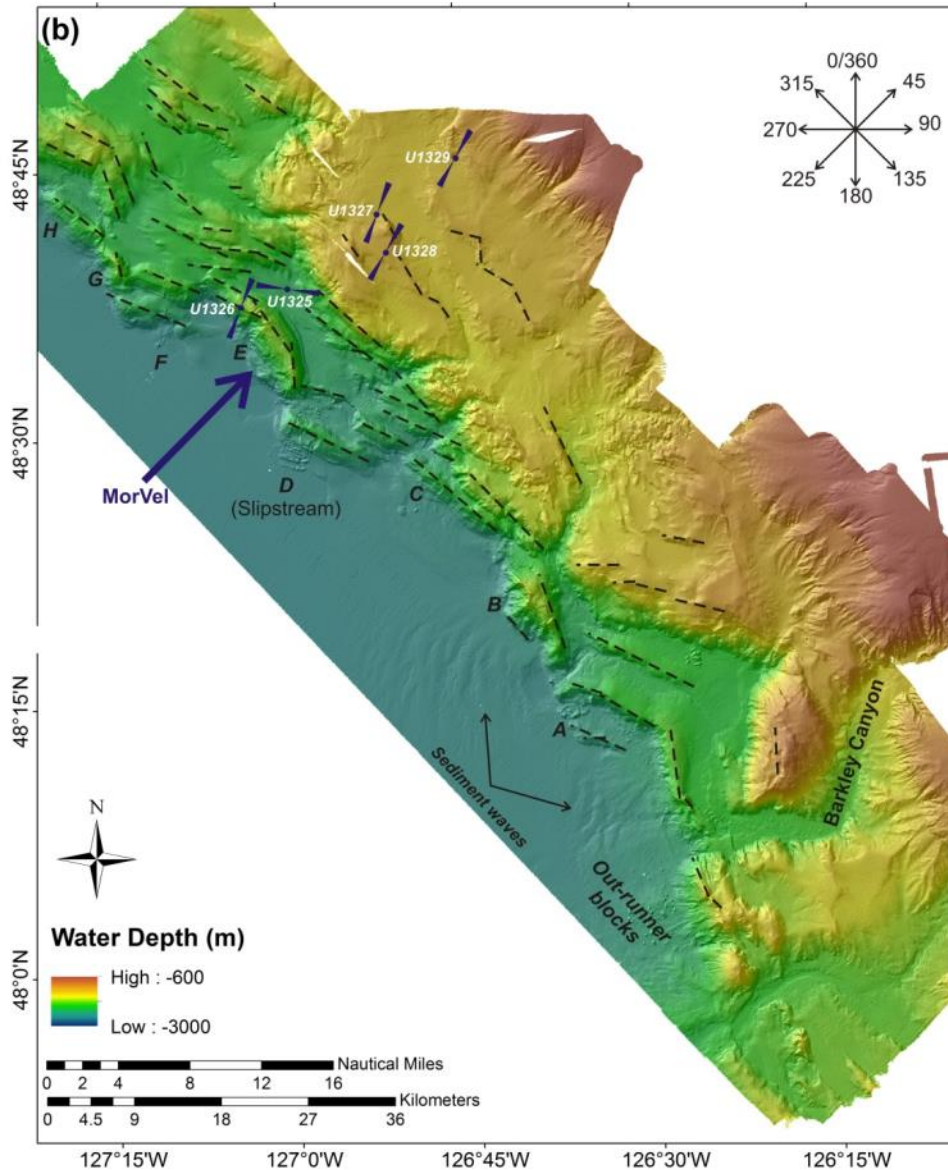 (b)
0/360
315
45
270
90
225
135
180
48°45'N
48°30'N
48°15'N
48°0'N
U1329
U1327
U1328
U1326
U1325
H
G
F
E
MorVel
D
(Slipstream)
C
B
A
Sediment waves
Out-runner
blocks
Barkley Canyon
N
Water Depth (m)
High : -600
Low : -3000
Nautical Miles
0 2 4 8 12 16
Kilometers
0 4.5 9 18 27 36
127°15'W 127°0'W 126°45'W 126°30'W 126°15'W